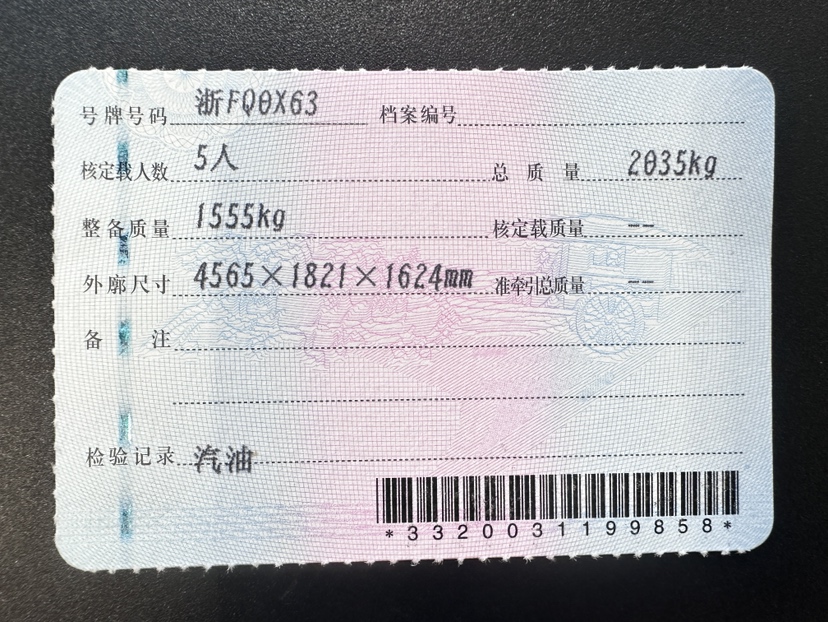 号牌号码 浙FQ0X63 档案编号
核定载人数 5人 总质量 2035kg
整备质量 1555kg 核定载质量 --
外廓尺寸 4565×1821×1624mm 准牵引总质量 --
备注
检验记录 汽油
*3320031199858*